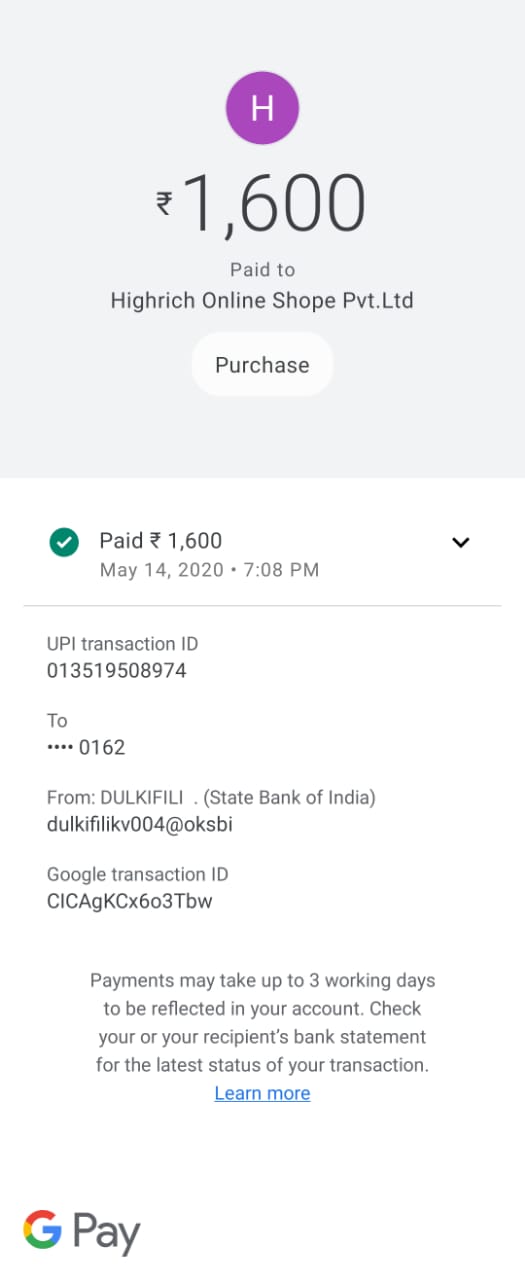 H
₹1,600
Paid to
Highrich Online Shope Pvt.Ltd
Purchase
Paid ₹ 1,600
May 14, 2020 • 7:08 PM
UPI transaction ID
013519508974
To
•••• 0162
From: DULKIFILI . (State Bank of India)
dulkifilikv004@oksbi
Google transaction ID
CICAgKCx6o3Tbw
Payments may take up to 3 working days
to be reflected in your account. Check
your or your recipient's bank statement
for the latest status of your transaction.
Learn more
G Pay